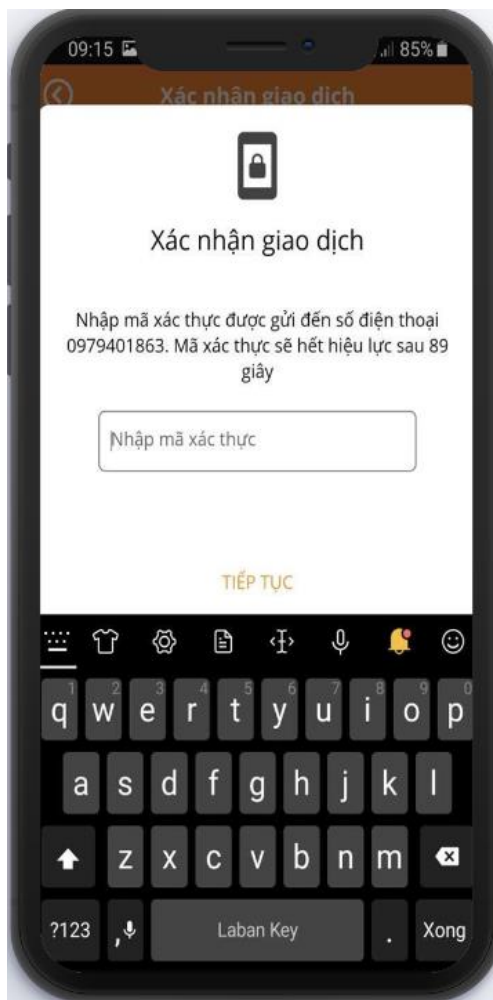 09:15
85%
Xác nhận giao dịch
Xác nhận giao dịch
Nhập mã xác thực được gửi đến số điện thoại
0979401863. Mã xác thực sẽ hết hiệu lực sau 89
giây
Nhập mã xác thực
TIẾP TỤC
1 2 3 4 5 6 7 8 9 0
q w e r t y u i o p
a s d f g h j k l
z x c v b n m
?123 , Laban Key . Xong